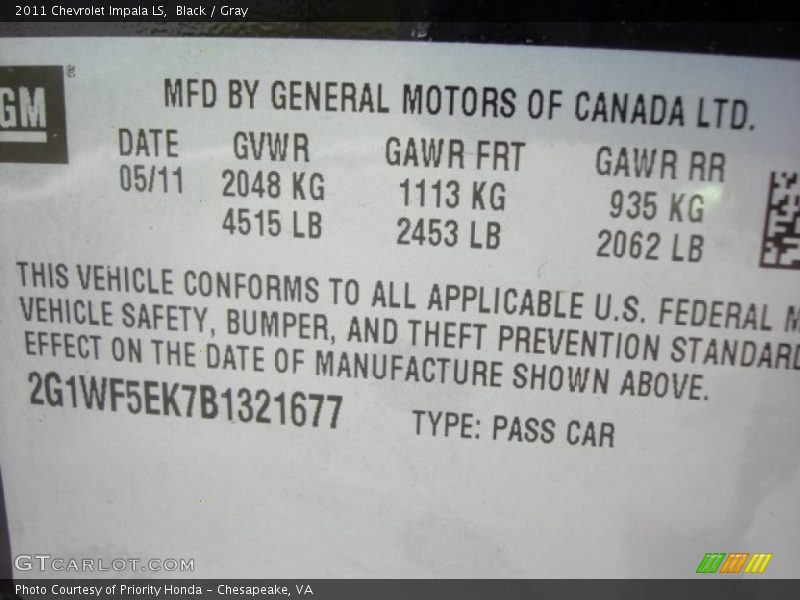 2011 Chevrolet Impala LS, Black / Gray
GM
MFD BY GENERAL MOTORS OF CANADA LTD.
DATE GVWR GAWR FRT GAWR RR
05/11 2048 KG 1113 KG 935 KG
4515 LB 2453 LB 2062 LB
THIS VEHICLE CONFORMS TO ALL APPLICABLE U.S. FEDERAL M
VEHICLE SAFETY, BUMPER, AND THEFT PREVENTION STANDARD
EFFECT ON THE DATE OF MANUFACTURE SHOWN ABOVE.
2G1WF5EK7B1321677 TYPE: PASS CAR
GTCARLOT.COM
Photo Courtesy of Priority Honda - Chesapeake, VA